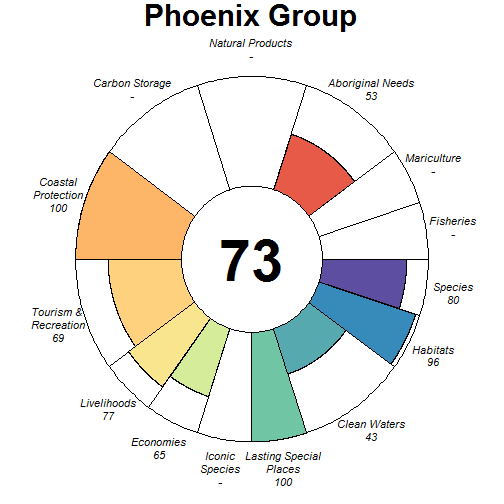 Phoenix Group
Natural Products
-
Carbon Storage
-
Aboriginal Needs
53
Mariculture
-
Coastal
Protection
100
Fisheries
-
73
Species
80
Tourism &
Recreation
69
Habitats
96
Livelihoods
77
Clean Waters
43
Economies
65
Iconic
Species
-
Lasting Special
Places
100